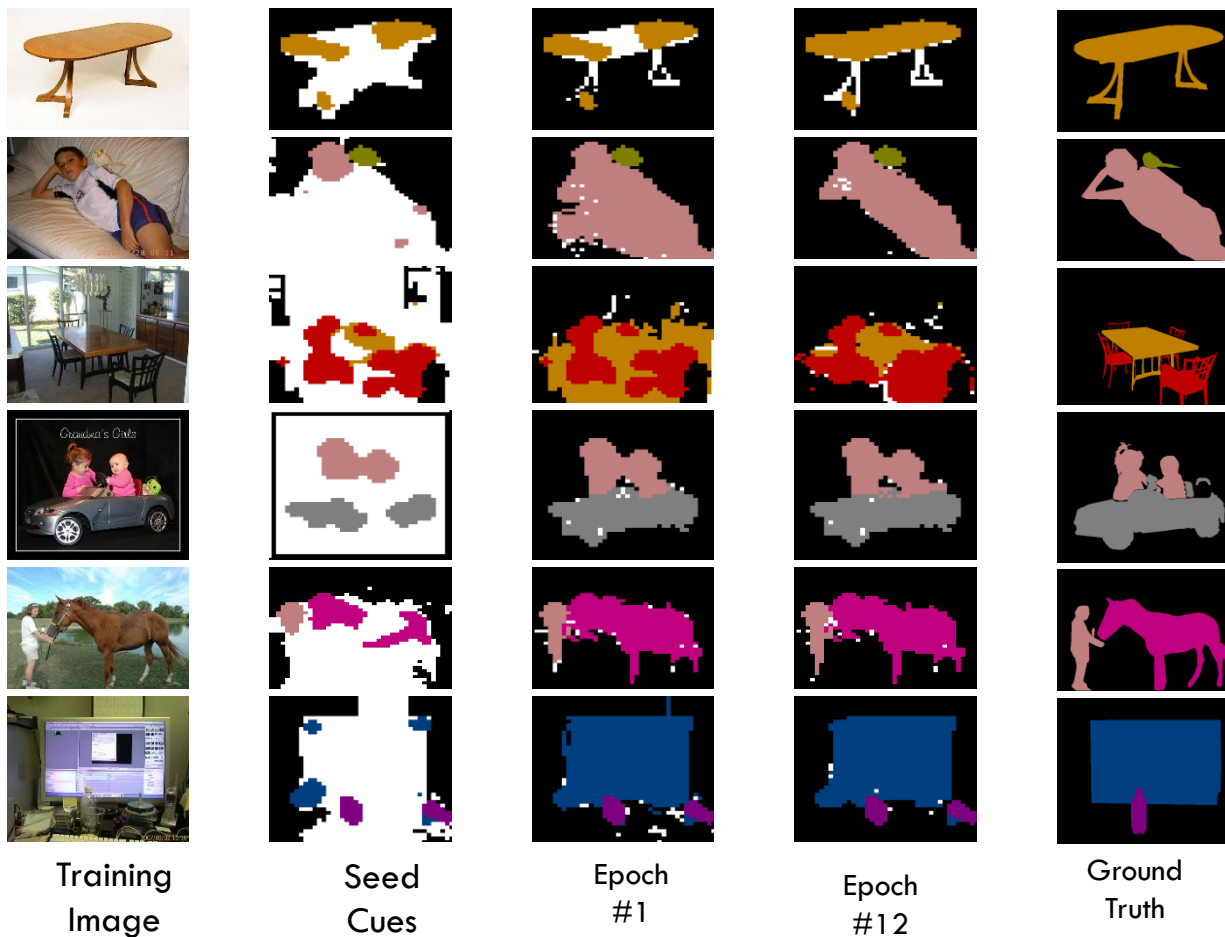 Grandma's Girls
Training
Image
Seed
Cues
Epoch
#1
Epoch
#12
Ground
Truth